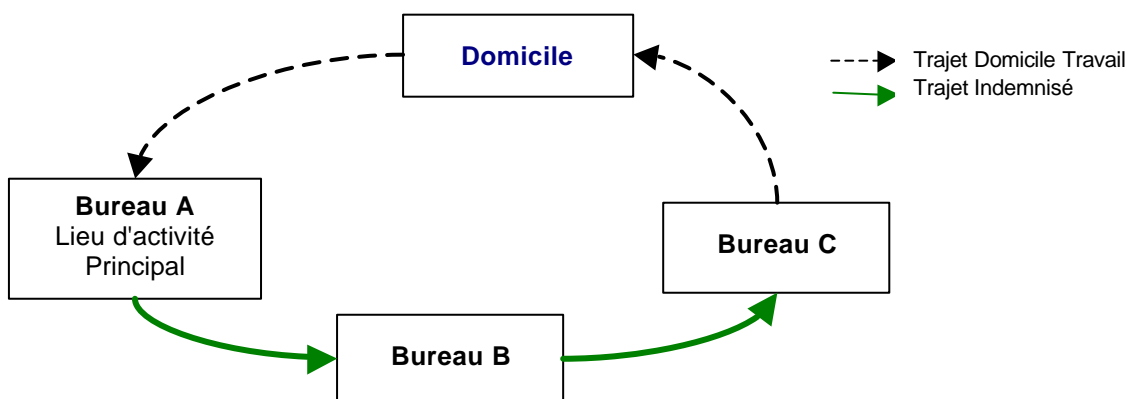 Domicile
Trajet Domicile Travail
Trajet Indemnisé
Bureau A
Lieu d'activité
Principal
Bureau C
Bureau B